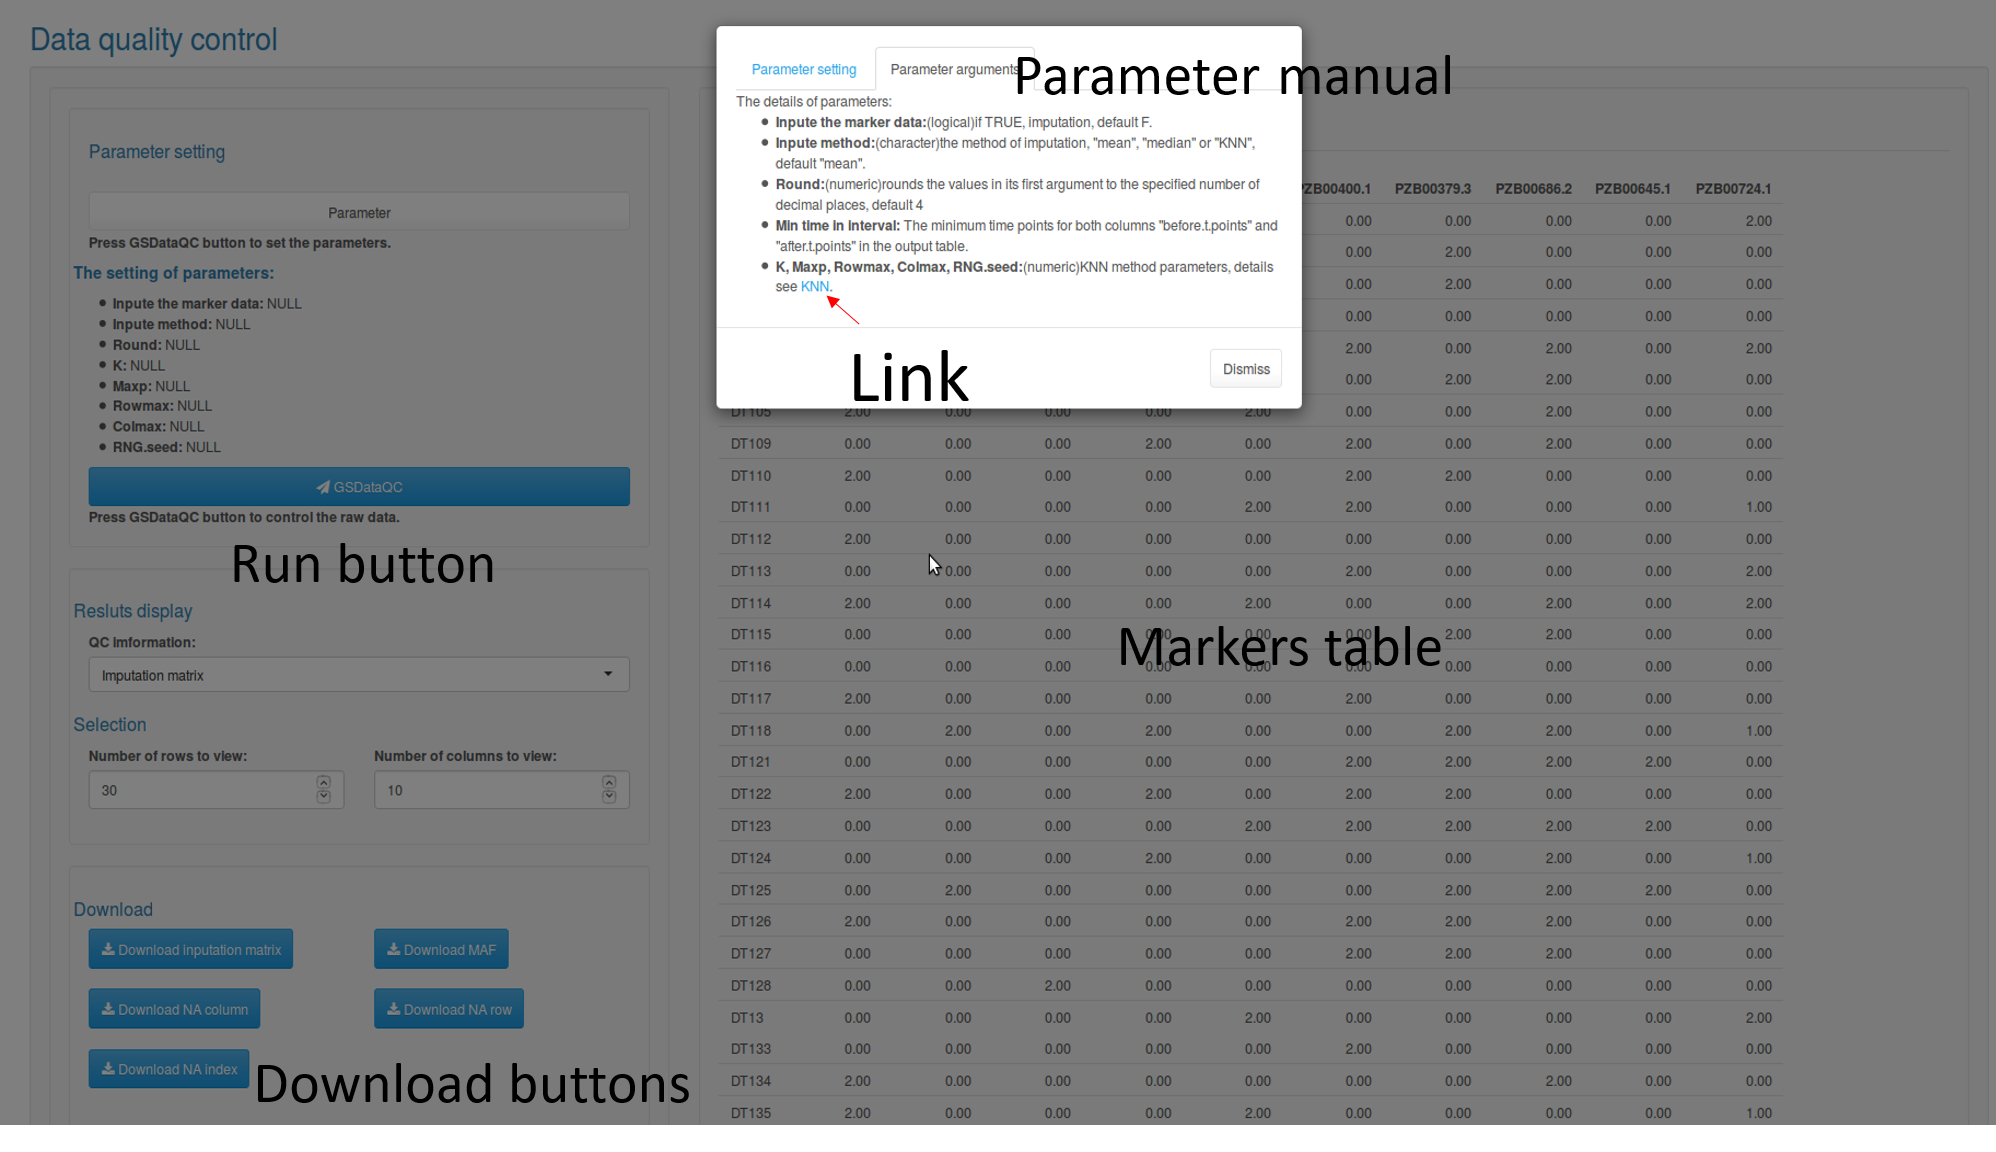 Data quality control
Parameter setting
Parameter
Press GSDataQC button to set the parameters.
The setting of parameters:
Inpute the marker data: NULL
Inpute method: NULL
Round: NULL
K: NULL
Maxp: NULL
Rowmax: NULL
Colmax: NULL
RNG.seed: NULL
GSDataQC
Press GSDataQC button to control the raw data.
Run button
Resluts display
QC Imformation:
Imputation matrix
Selection
Number of rows to view: Number of columns to view:
30 10
Download
Download inputation matrix Download MAF
Download NA column Download NA row
Download NA index
Download buttons
Parameter setting Parameter arguments
Parameter manual
The details of parameters:
Inpute the marker data:(logical)if TRUE, imputation, default F.
Inpute method:(character)the method of imputation, "mean", "median" or "KNN",
default "mean".
Round:(numeric)rounds the values in its first argument to the specified number of
decimal places, default 4
Min time in interval: The minimum time points for both columns "before.t.points" and
"after.t.points" in the output table.
K, Maxp, Rowmax, Colmax, RNG.seed:(numeric)KNN method parameters, details
see KNN.
Link
Dismiss
PZB00379.3 PZB00686.2 PZB00645.1 PZB00724.1
0.00 0.00 0.00 0.00 2.00
0.00 2.00 0.00 0.00 0.00
0.00 2.00 0.00 0.00 0.00
0.00 0.00 0.00 0.00 0.00
2.00 0.00 2.00 0.00 2.00
0.00 2.00 2.00 0.00 0.00
DT105 2.00 0.00 0.00 0.00 2.00 0.00 0.00 2.00 0.00 0.00
DT109 0.00 0.00 0.00 2.00 0.00 2.00 0.00 2.00 0.00 0.00
DT110 2.00 0.00 0.00 0.00 0.00 2.00 2.00 0.00 0.00 0.00
DT111 0.00 0.00 0.00 0.00 2.00 2.00 0.00 0.00 0.00 1.00
DT112 2.00 0.00 0.00 0.00 0.00 0.00 0.00 0.00 0.00 0.00
DT113 0.00 0.00 0.00 0.00 0.00 2.00 0.00 0.00 0.00 2.00
DT114 2.00 0.00 0.00 0.00 2.00 0.00 0.00 2.00 0.00 2.00
DT115 0.00 0.00 0.00 0.00 0.00 0.00 2.00 2.00 0.00 0.00
Markers table
DT116 0.00 0.00 0.00 0.00 0.00 0.00 0.00 0.00 0.00 0.00
DT117 2.00 0.00 0.00 0.00 0.00 2.00 0.00 0.00 0.00 0.00
DT118 0.00 2.00 0.00 2.00 0.00 0.00 2.00 2.00 0.00 1.00
DT121 0.00 0.00 0.00 0.00 0.00 2.00 2.00 2.00 2.00 0.00
DT122 2.00 0.00 0.00 2.00 0.00 2.00 2.00 0.00 0.00 0.00
DT123 0.00 0.00 0.00 0.00 2.00 2.00 2.00 2.00 2.00 0.00
DT124 0.00 0.00 0.00 2.00 0.00 0.00 0.00 2.00 0.00 1.00
DT125 0.00 2.00 0.00 0.00 0.00 0.00 2.00 2.00 2.00 0.00
DT126 2.00 0.00 0.00 0.00 0.00 2.00 2.00 2.00 0.00 0.00
DT127 0.00 0.00 0.00 0.00 0.00 2.00 2.00 2.00 0.00 0.00
DT128 0.00 0.00 2.00 0.00 0.00 0.00 0.00 0.00 0.00 0.00
DT13 0.00 0.00 0.00 0.00 2.00 0.00 0.00 0.00 0.00 2.00
DT133 0.00 0.00 0.00 0.00 0.00 2.00 0.00 0.00 0.00 0.00
DT134 2.00 0.00 0.00 0.00 0.00 0.00 0.00 2.00 0.00 0.00
DT135 2.00 0.00 0.00 0.00 2.00 0.00 0.00 0.00 0.00 1.00